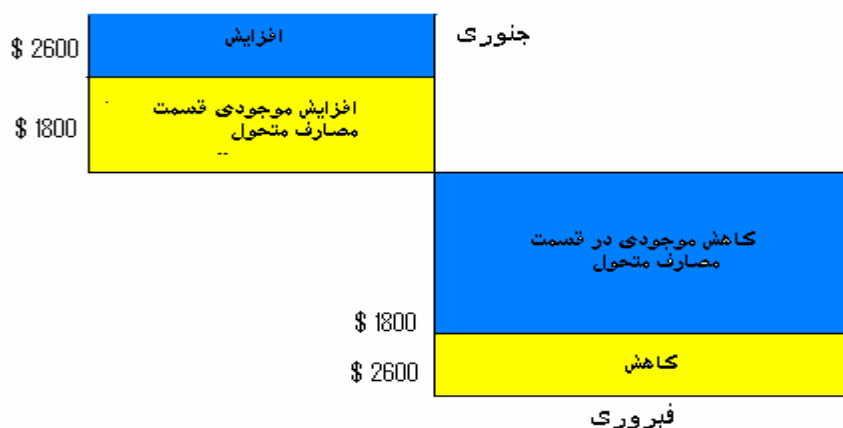 جنوری
افزایش
$ 2600
افزایش موجودی قسمت
مصارف متحول
--
$ 1800
کاهش موجودی در قسمت
مصارف متحول
$ 1800
کاهش
$ 2600
فبروری